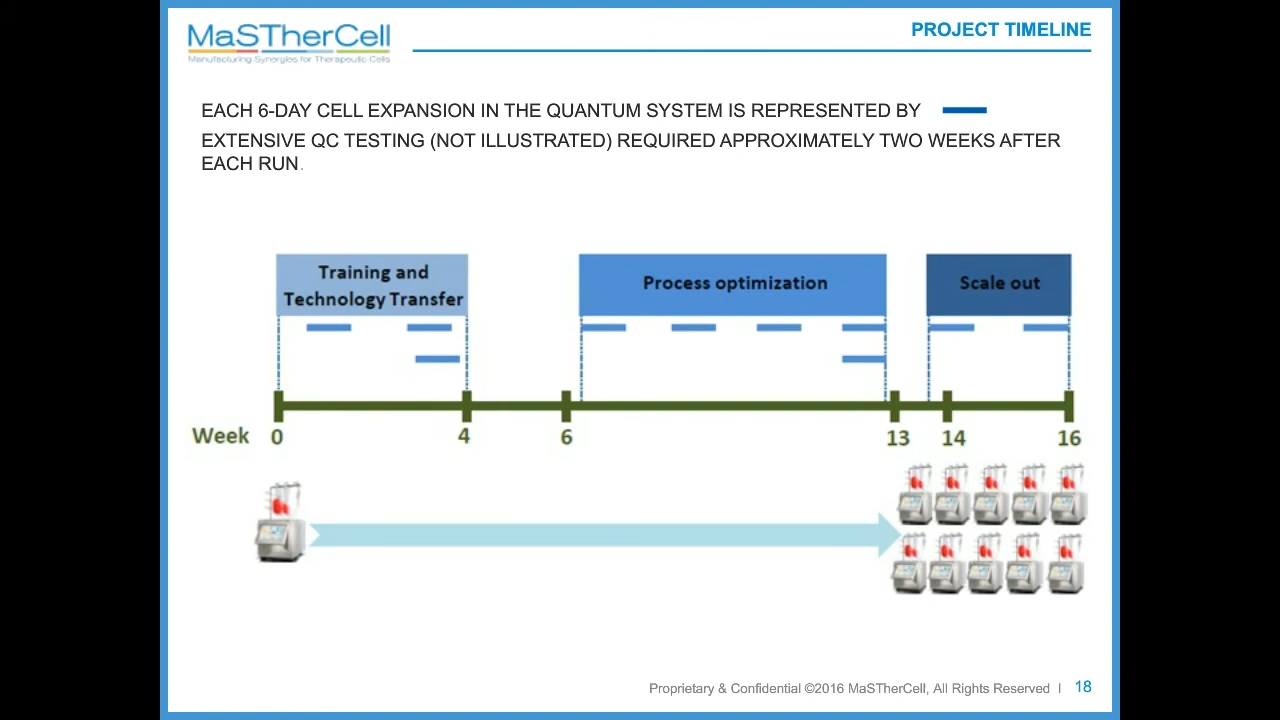 MaSTherCell
Manufacturing Synergies for Therapeutic Cells
PROJECT TIMELINE
EACH 6-DAY CELL EXPANSION IN THE QUANTUM SYSTEM IS REPRESENTED BY
EXTENSIVE QC TESTING (NOT ILLUSTRATED) REQUIRED APPROXIMATELY TWO WEEKS AFTER
EACH RUN.
Training and
Technology Transfer
Process optimization
Scale out
Week 0 4 6 13 14 16
Proprietary & Confidential ©2016 MaSTherCell, All Rights Reserved I 18